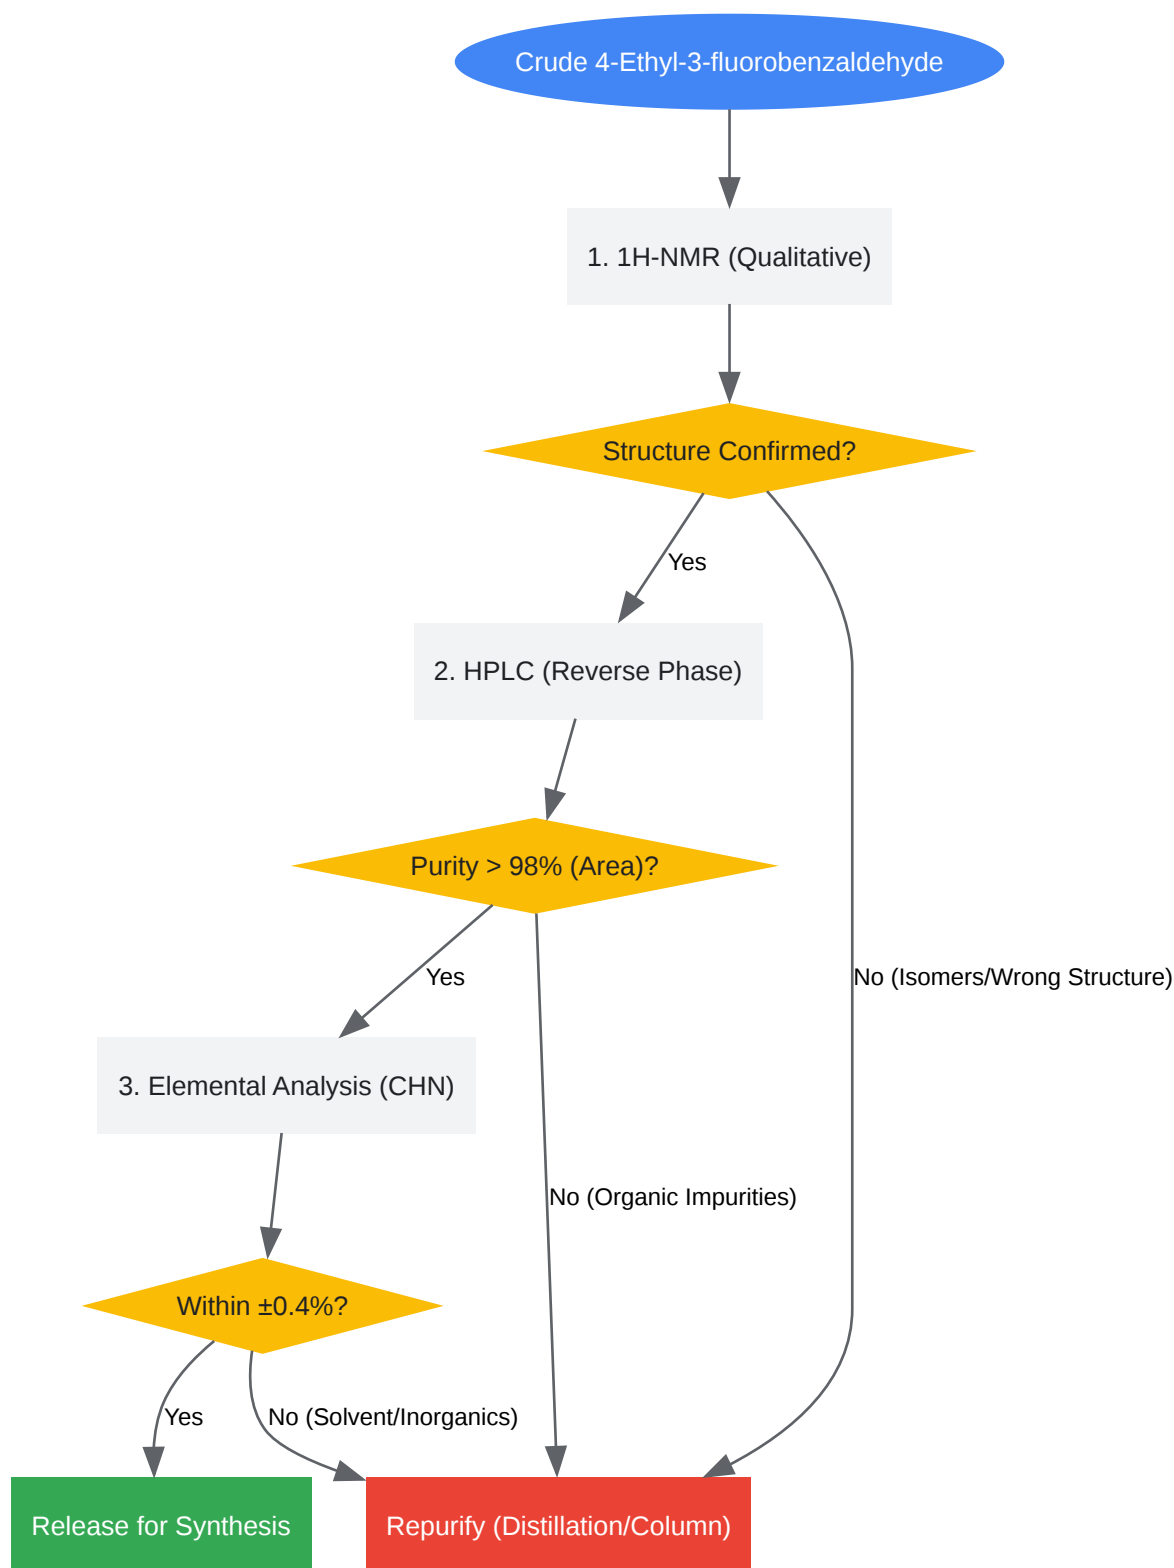 Crude 4-Ethyl-3-fluorobenzaldehyde
1. 1H-NMR (Qualitative)
Structure Confirmed?
Yes
2. HPLC (Reverse Phase)
Purity > 98% (Area)?
Yes
No (Isomers/Wrong Structure)
3. Elemental Analysis (CHN)
No (Organic Impurities)
Within ±0.4%?
Yes
No (Solvent/Inorganics)
Release for Synthesis
Repurify (Distillation/Column)